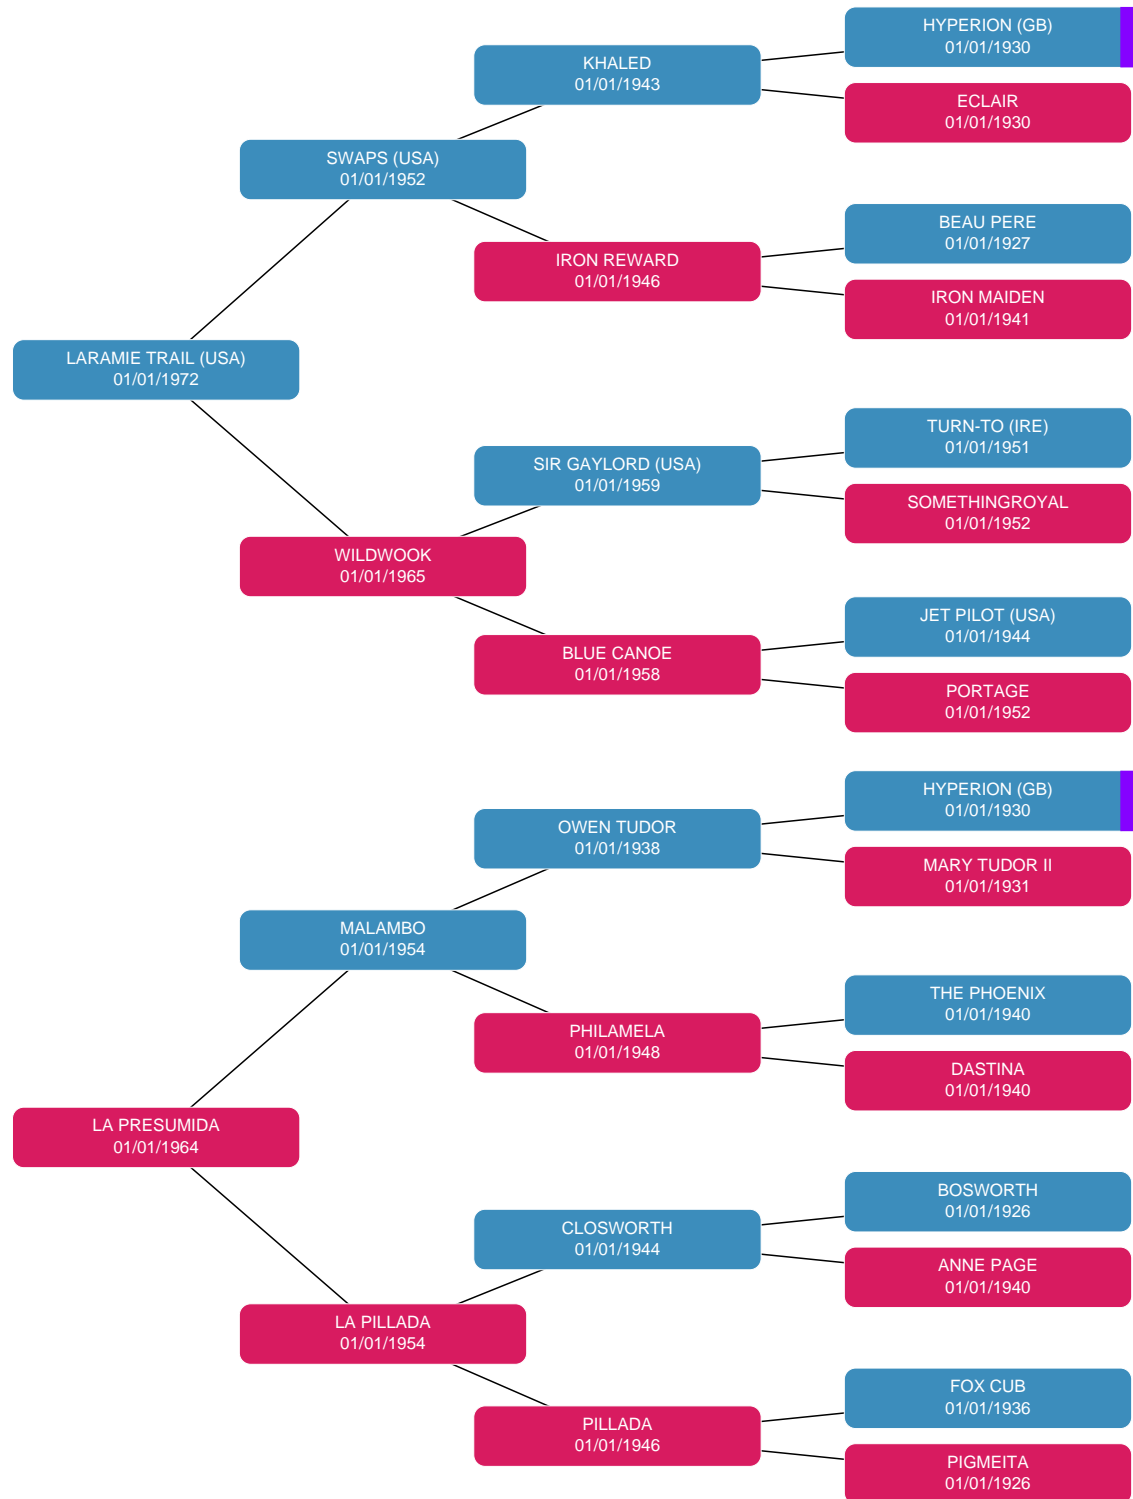 HYPERION (GB)
01/01/1930
KHALED
01/01/1943
ECLAIR
01/01/1930
SWAPS (USA)
01/01/1952
BEAU PERE
01/01/1927
IRON REWARD
01/01/1946
IRON MAIDEN
01/01/1941
LARAMIE TRAIL (USA)
01/01/1972
TURN-TO (IRE)
01/01/1951
SIR GAYLORD (USA)
01/01/1959
SOMETHINGROYAL
01/01/1952
WILDWOOK
01/01/1965
JET PILOT (USA)
01/01/1944
BLUE CANOE
01/01/1958
PORTAGE
01/01/1952
HYPERION (GB)
01/01/1930
OWEN TUDOR
01/01/1938
MARY TUDOR II
01/01/1931
MALAMBO
01/01/1954
THE PHOENIX
01/01/1940
PHILAMELA
01/01/1948
DASTINA
01/01/1940
LA PRESUMIDA
01/01/1964
BOSWORTH
01/01/1926
CLOSWORTH
01/01/1944
ANNE PAGE
01/01/1940
LA PILLADA
01/01/1954
FOX CUB
01/01/1936
PILLADA
01/01/1946
PIGMEITA
01/01/1926